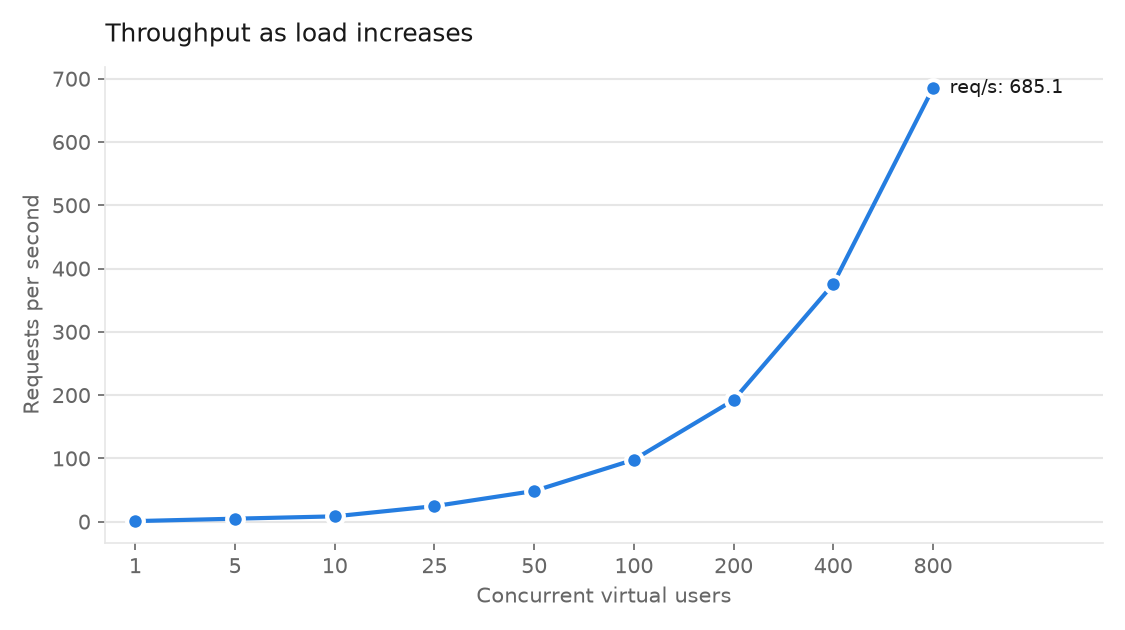 Throughput as load increases
700
600
500
400
300
200
100
0
req/s: 685.1
Requests per second
1 5 10 25 50 100 200 400 800
Concurrent virtual users